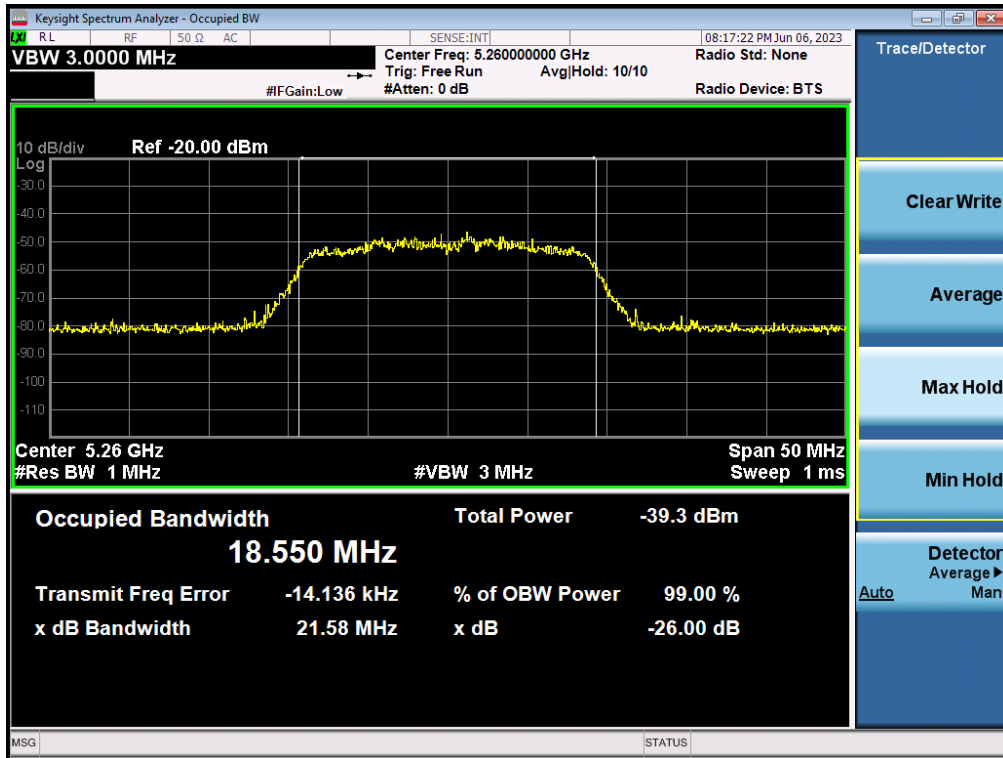 Keysight Spectrum Analyzer - Occupied BW
LXI RL RF 50 Ω AC SENSE:INT 08:17:22 PM Jun 06, 2023
VBW 3.0000 MHz
Center Freq: 5.260000000 GHz Radio Std: None
Trig: Free Run Avg|Hold: 10/10
#IFGain:Low #Atten: 0 dB Radio Device: BTS
10 dB/div Ref -20.00 dBm
Log
-30.0
-40.0
-50.0
-60.0
-70.0
-80.0
-90.0
-100
-110
Center 5.26 GHz Span 50 MHz
#Res BW 1 MHz #VBW 3 MHz Sweep 1 ms
Occupied Bandwidth Total Power -39.3 dBm
18.550 MHz
Transmit Freq Error -14.136 kHz % of OBW Power 99.00 %
x dB Bandwidth 21.58 MHz x dB -26.00 dB
MSG STATUS
Trace/Detector
Clear Write
Average
Max Hold
Min Hold
Detector
Average
Auto Man